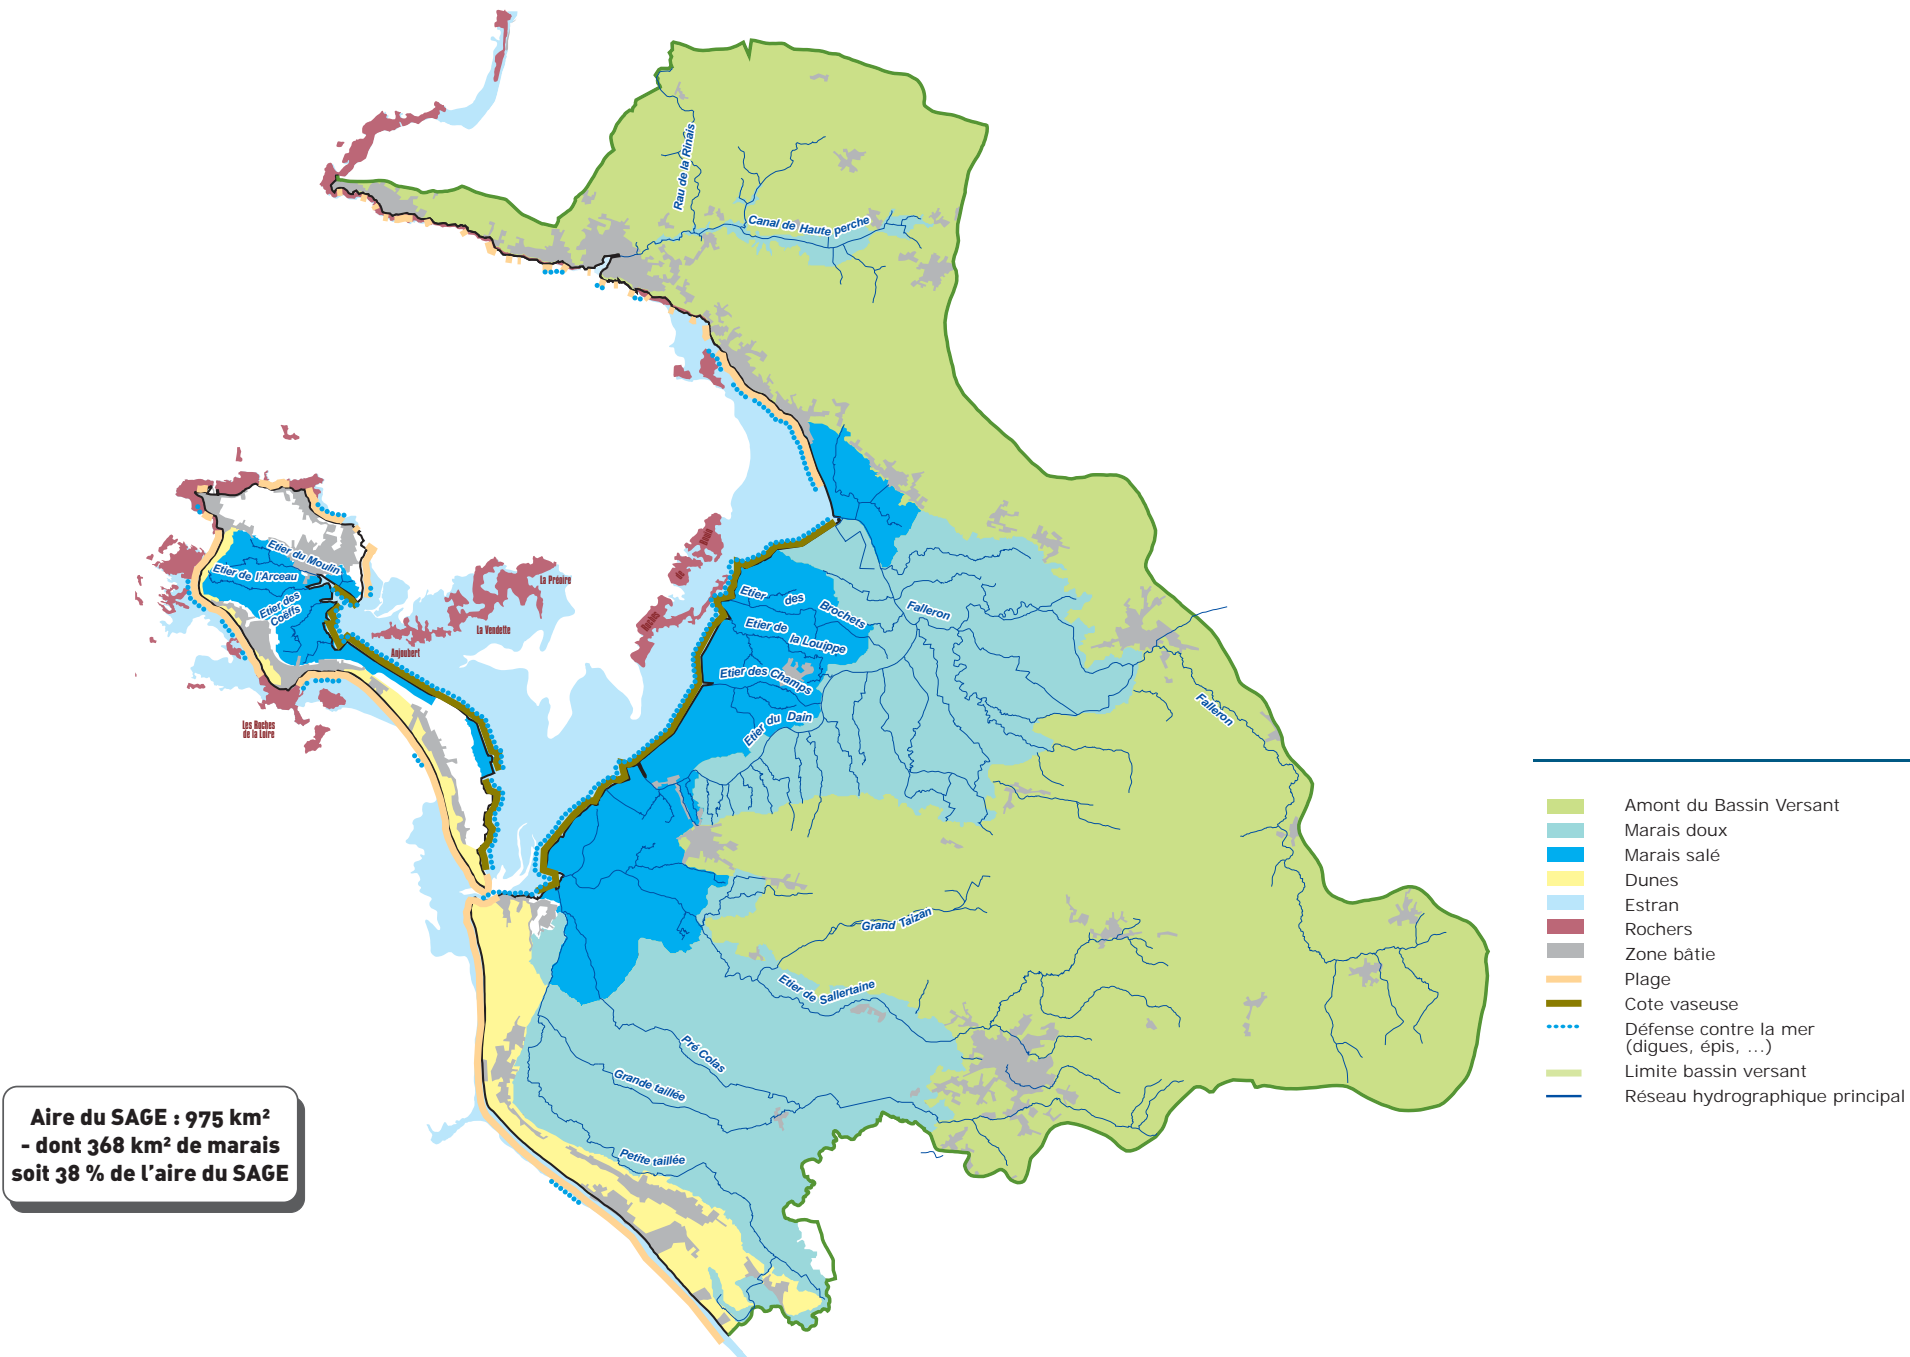 Rau de la Rinais
Canal de Haute perche
Etier du Moulin
Etier de l'Arceau
Etier des
Coëffs
La Préoire
La Vendette
Anjoubert
Les Roches
de la Loire
Roches
de
Etier des Brochets
Falleron
Etier de la Louippe
Etier des Champs
Etier du Dain
Falleron
Grand Taizan
Etier de Sallertaine
Pré Colas
Grande taillée
Petite taillée
Amont du Bassin Versant
Marais doux
Marais salé
Dunes
Estran
Rochers
Zone bâtie
Plage
Cote vaseuse
Défense contre la mer
(digues, épis, ...)
Limite bassin versant
Réseau hydrographique principal
Aire du SAGE : 975 km²
- dont 368 km² de marais
soit 38 % de l'aire du SAGE